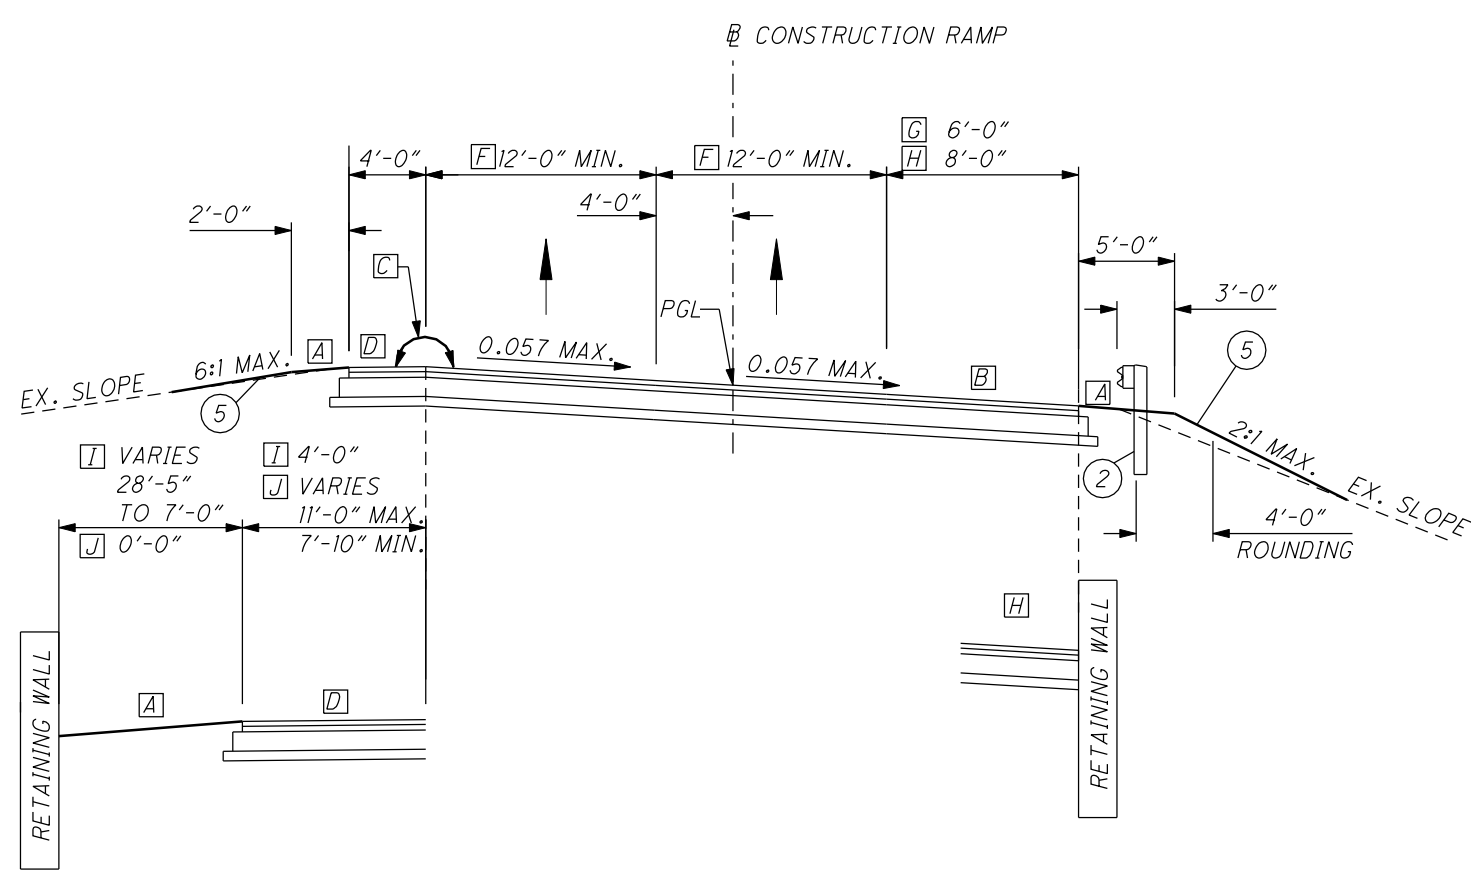 B CONSTRUCTION RAMP
G 6'-0"
4'-0" F 12'-0" MIN. F 12'-0" MIN. H 8'-0"
2'-0" 4'-0"
5'-0"
C
3'-0"
PGL
5
6:1 MAX. A D 0.057 MAX. 0.057 MAX. B A
EX. SLOPE
5
2:1 MAX.
I VARIES
28'-5"
TO 7'-0"
J 0'-0"
I 4'-0"
J VARIES
11'-0" MAX.
7'-10" MIN.
2
EX. SLOPE
4'-0"
ROUNDING
H
A D
RETAINING WALL
RETAINING WALL